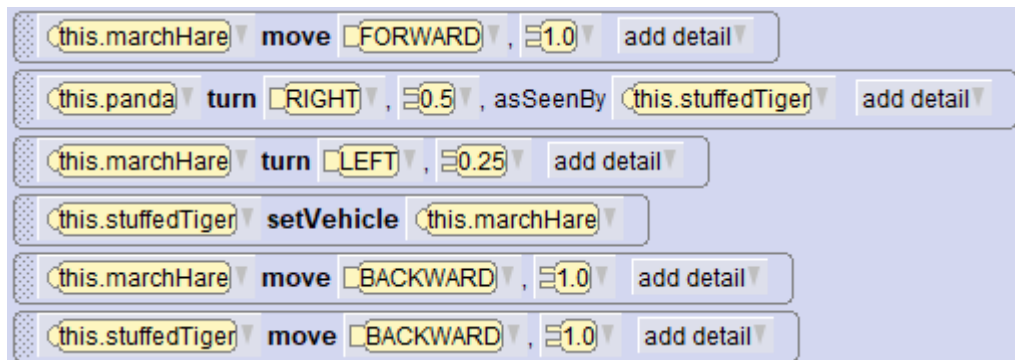 this.marchHare move FORWARD , 1.0 add detail
this.panda turn RIGHT , 0.5 , asSeenBy this.stuffedTiger add detail
this.marchHare turn LEFT , 0.25 add detail
this.stuffedTiger setVehicle this.marchHare
this.marchHare move BACKWARD , 1.0 add detail
this.stuffedTiger move BACKWARD , 1.0 add detail